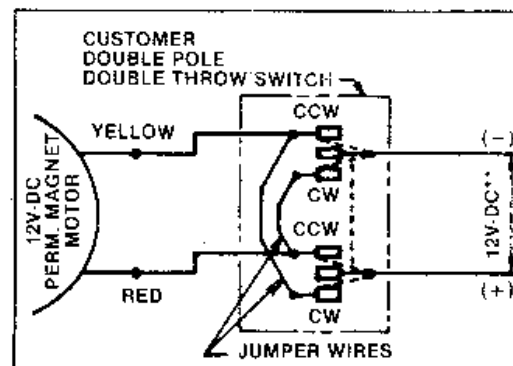 CUSTOMER
DOUBLE POLE
DOUBLE THROW SWITCH
CCW
YELLOW
(-)
CW
12V-DC
PERM. MAGNET
MOTOR
CCW
12V-DC**
RED
(+)
CW
JUMPER WIRES